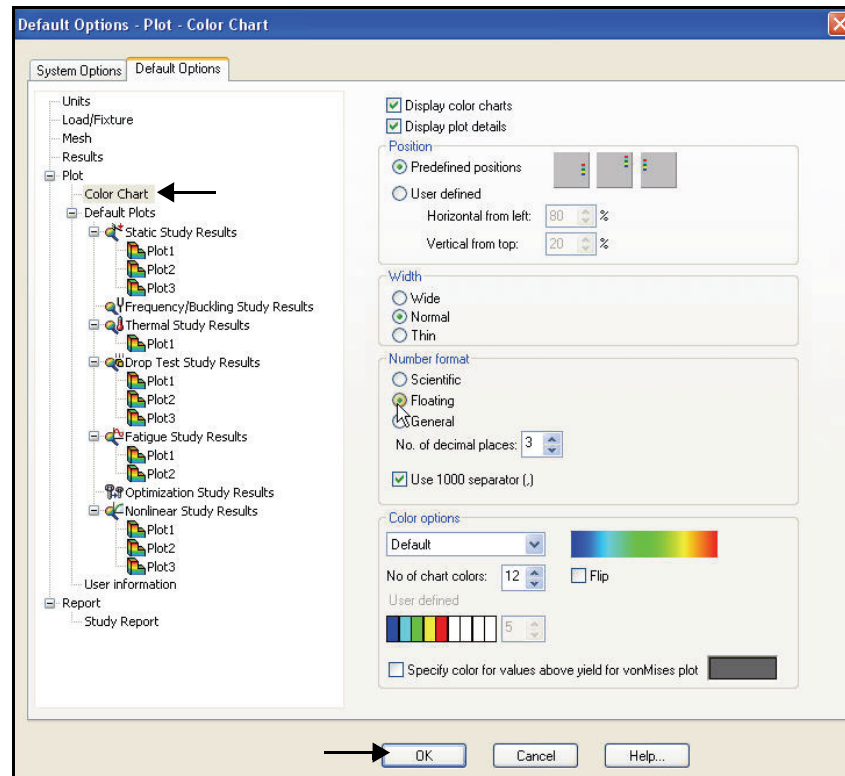 Default Options - Plot - Color Chart
System Options
Default Options
Units
Load/Fixture
Mesh
Results
Plot
Color Chart
Default Plots
Static Study Results
Plot1
Plot2
Plot3
Frequency/Buckling Study Results
Thermal Study Results
Plot1
Drop Test Study Results
Plot1
Plot2
Plot3
Fatigue Study Results
Plot1
Plot2
Optimization Study Results
Nonlinear Study Results
Plot1
Plot2
Plot3
User information
Report
Study Report
Display color charts
Display plot details
Position
Predefined positions
User defined
Horizontal from left: 80 %
Vertical from top: 20 %
Width
Wide
Normal
Thin
Number format
Scientific
Floating
General
No. of decimal places: 3
Use 1000 separator (,)
Color options
Default
No of chart colors: 12 Flip
User defined
5
Specify color for values above yield for vonMises plot
OK Cancel Help...